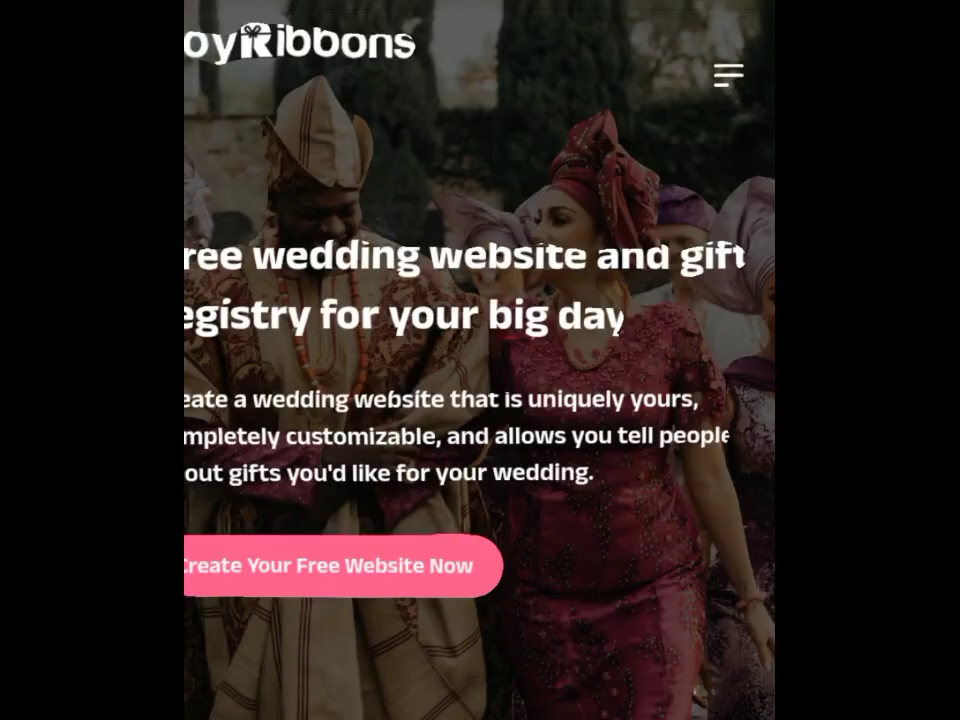 oyRibbons
ree wedding website and gift
egistry for your big day
eate a wedding website that is uniquely yours,
mpletely customizable, and allows you tell people
out gifts you'd like for your wedding.
Create Your Free Website Now